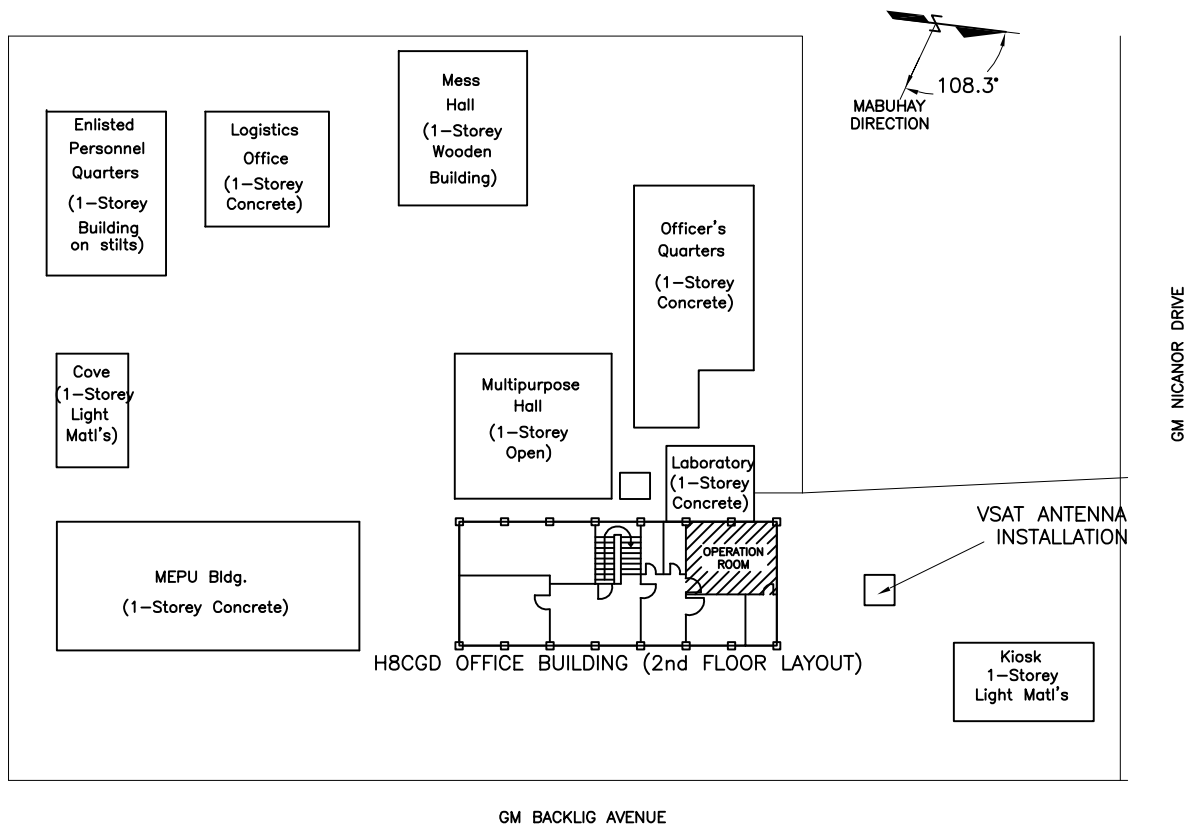 108.3°
MABUHAY
DIRECTION
Mess
Hall
(1-Storey
Wooden
Building)
Enlisted
Personnel
Quarters
(1-Storey
Building
on stilts)
Logistics
Office
(1-Storey
Concrete)
Officer's
Quarters
(1-Storey
Concrete)
GM NICANOR DRIVE
Cove
(1-Storey
Light
Matl's)
Multipurpose
Hall
(1-Storey
Open)
Laboratory
(1-Storey
Concrete)
VSAT ANTENNA
INSTALLATION
OPERATION
ROOM
MEPU Bldg.
(1-Storey Concrete)
H8CGD OFFICE BUILDING (2nd FLOOR LAYOUT)
Kiosk
1-Storey
Light Matl's
GM BACKLIG AVENUE